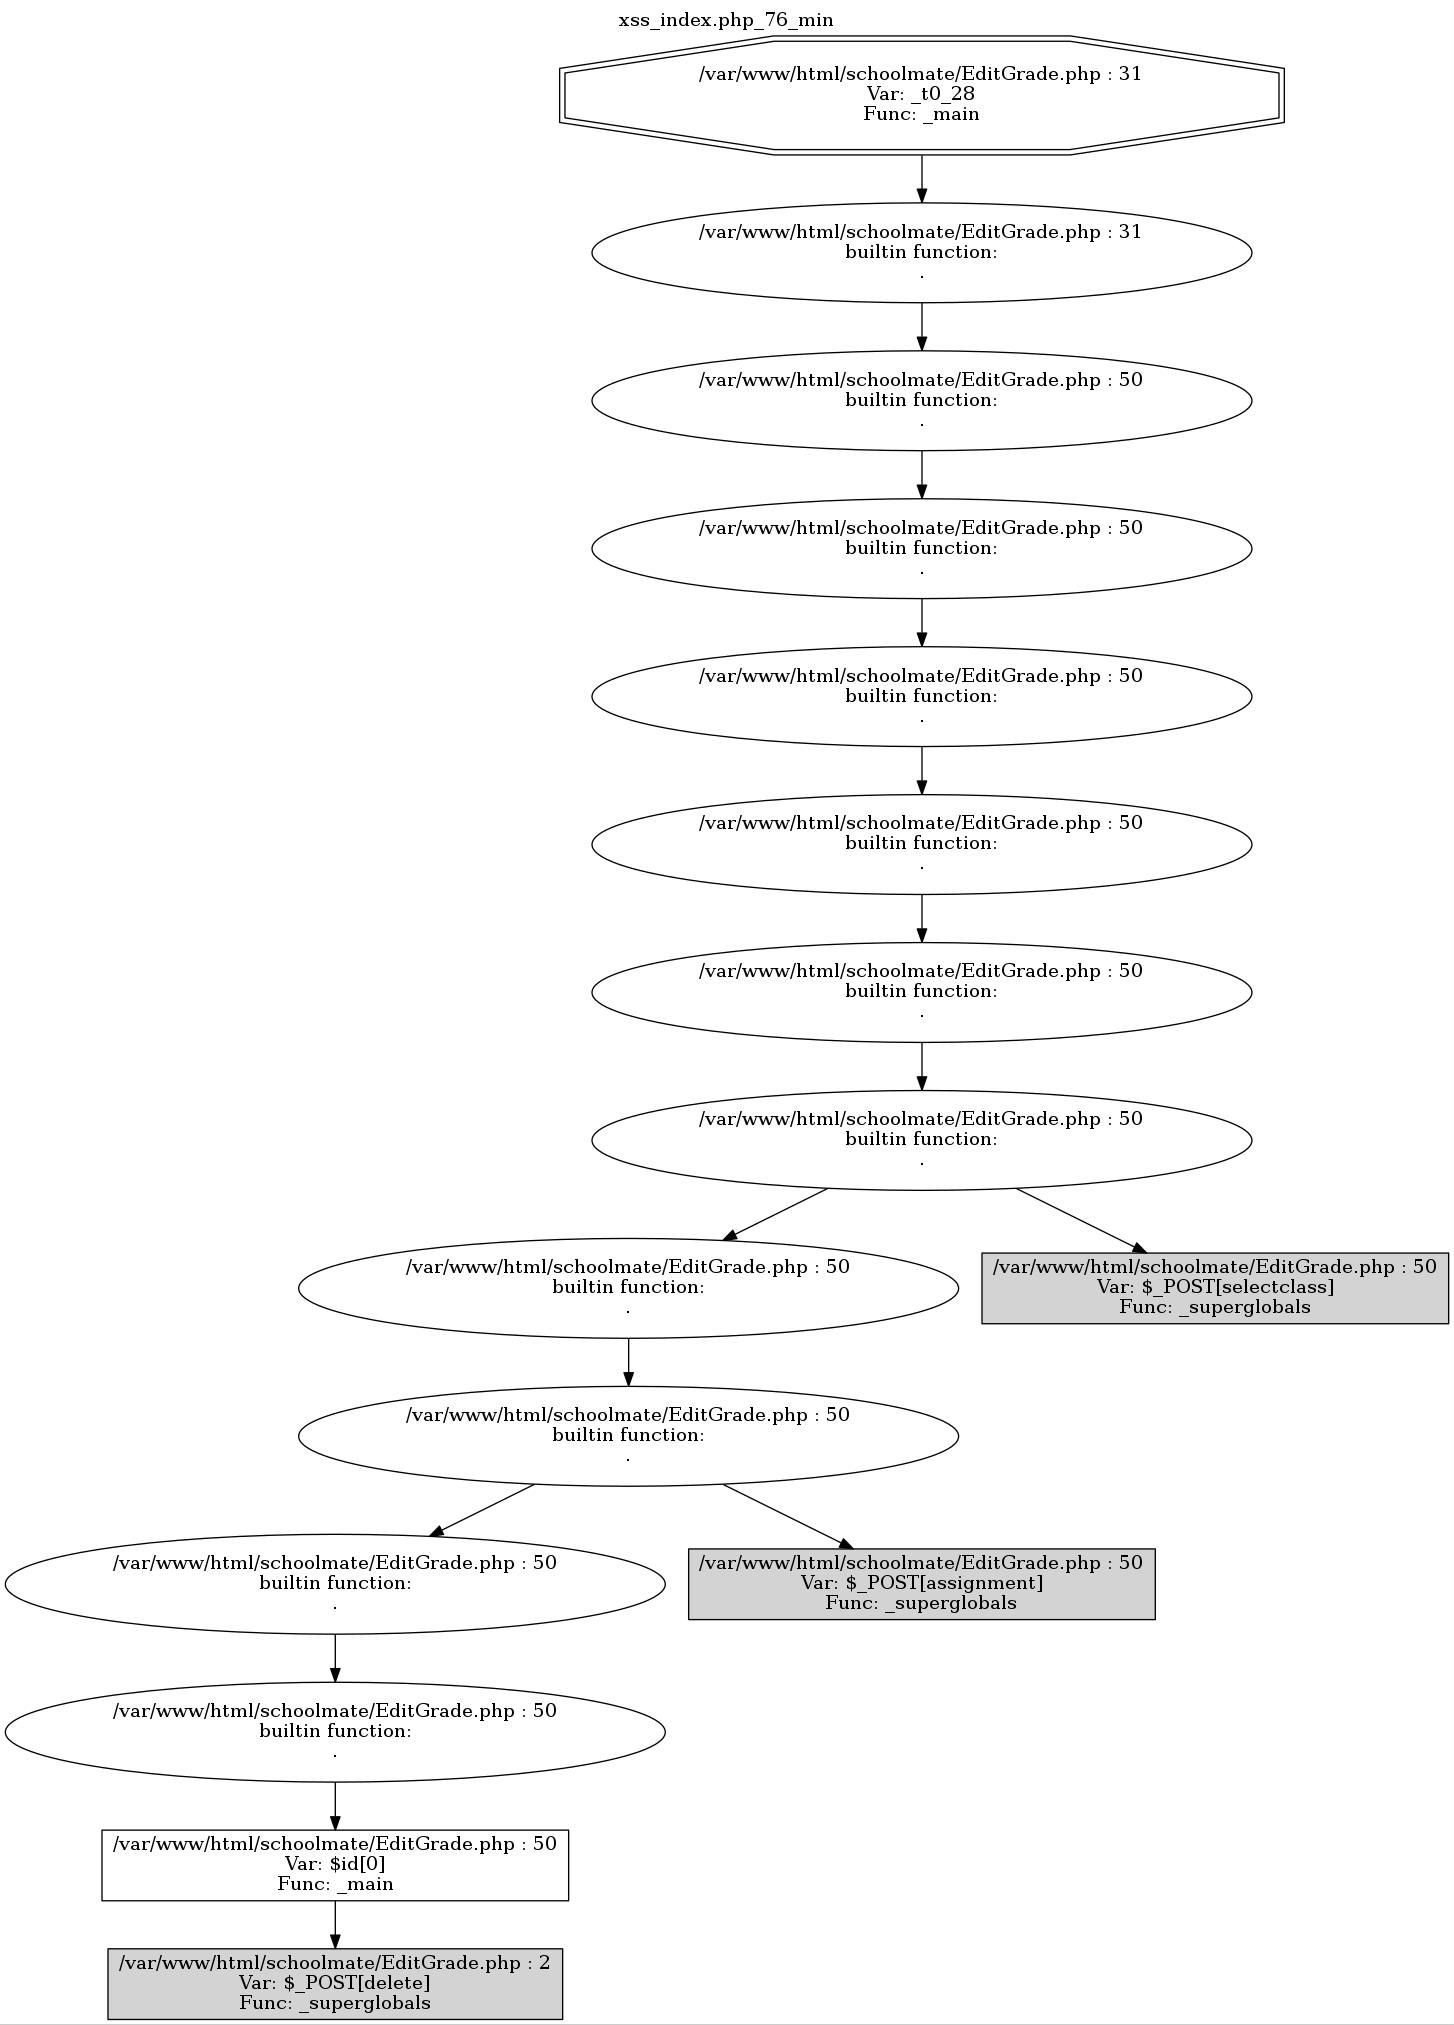 xss_index.php_76_min
/var/www/html/schoolmate/EditGrade.php : 31
Var: _t0_28
Func: _main
/var/www/html/schoolmate/EditGrade.php : 31
builtin function:
.
/var/www/html/schoolmate/EditGrade.php : 50
builtin function:
.
/var/www/html/schoolmate/EditGrade.php : 50
builtin function:
.
/var/www/html/schoolmate/EditGrade.php : 50
builtin function:
.
/var/www/html/schoolmate/EditGrade.php : 50
builtin function:
.
/var/www/html/schoolmate/EditGrade.php : 50
builtin function:
.
/var/www/html/schoolmate/EditGrade.php : 50
builtin function:
.
/var/www/html/schoolmate/EditGrade.php : 50
builtin function:
.
/var/www/html/schoolmate/EditGrade.php : 50
Var: $_POST[selectclass]
Func: _superglobals
/var/www/html/schoolmate/EditGrade.php : 50
builtin function:
.
/var/www/html/schoolmate/EditGrade.php : 50
builtin function:
.
/var/www/html/schoolmate/EditGrade.php : 50
Var: $_POST[assignment]
Func: _superglobals
/var/www/html/schoolmate/EditGrade.php : 50
builtin function:
.
/var/www/html/schoolmate/EditGrade.php : 50
Var: $id[0]
Func: _main
/var/www/html/schoolmate/EditGrade.php : 2
Var: $_POST[delete]
Func: _superglobals